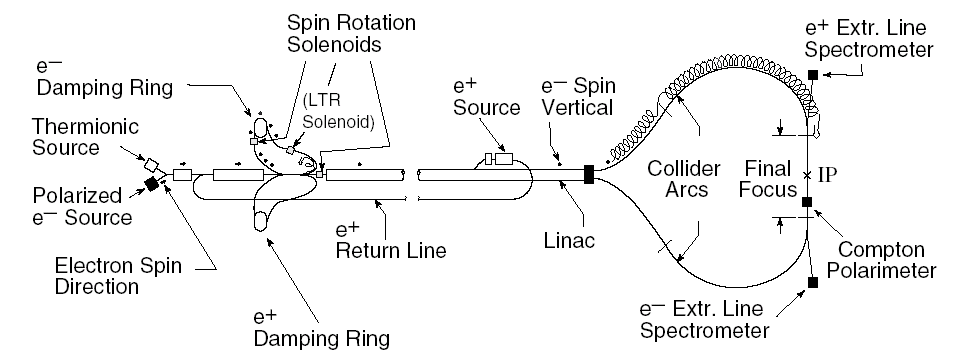 Spin Rotation
Solenoids
e+ Extr. Line
Spectrometer
e– 
Damping Ring
(LTR
Solenoid)
e+
Source
e– Spin
Vertical
Thermionic
Source
Polarized
e– Source
Collider
Arcs
Final
Focus
IP
Linac
e+
Return Line
Electron Spin
Direction
Compton
Polarimeter
e+
Damping Ring
e– Extr. Line
Spectrometer